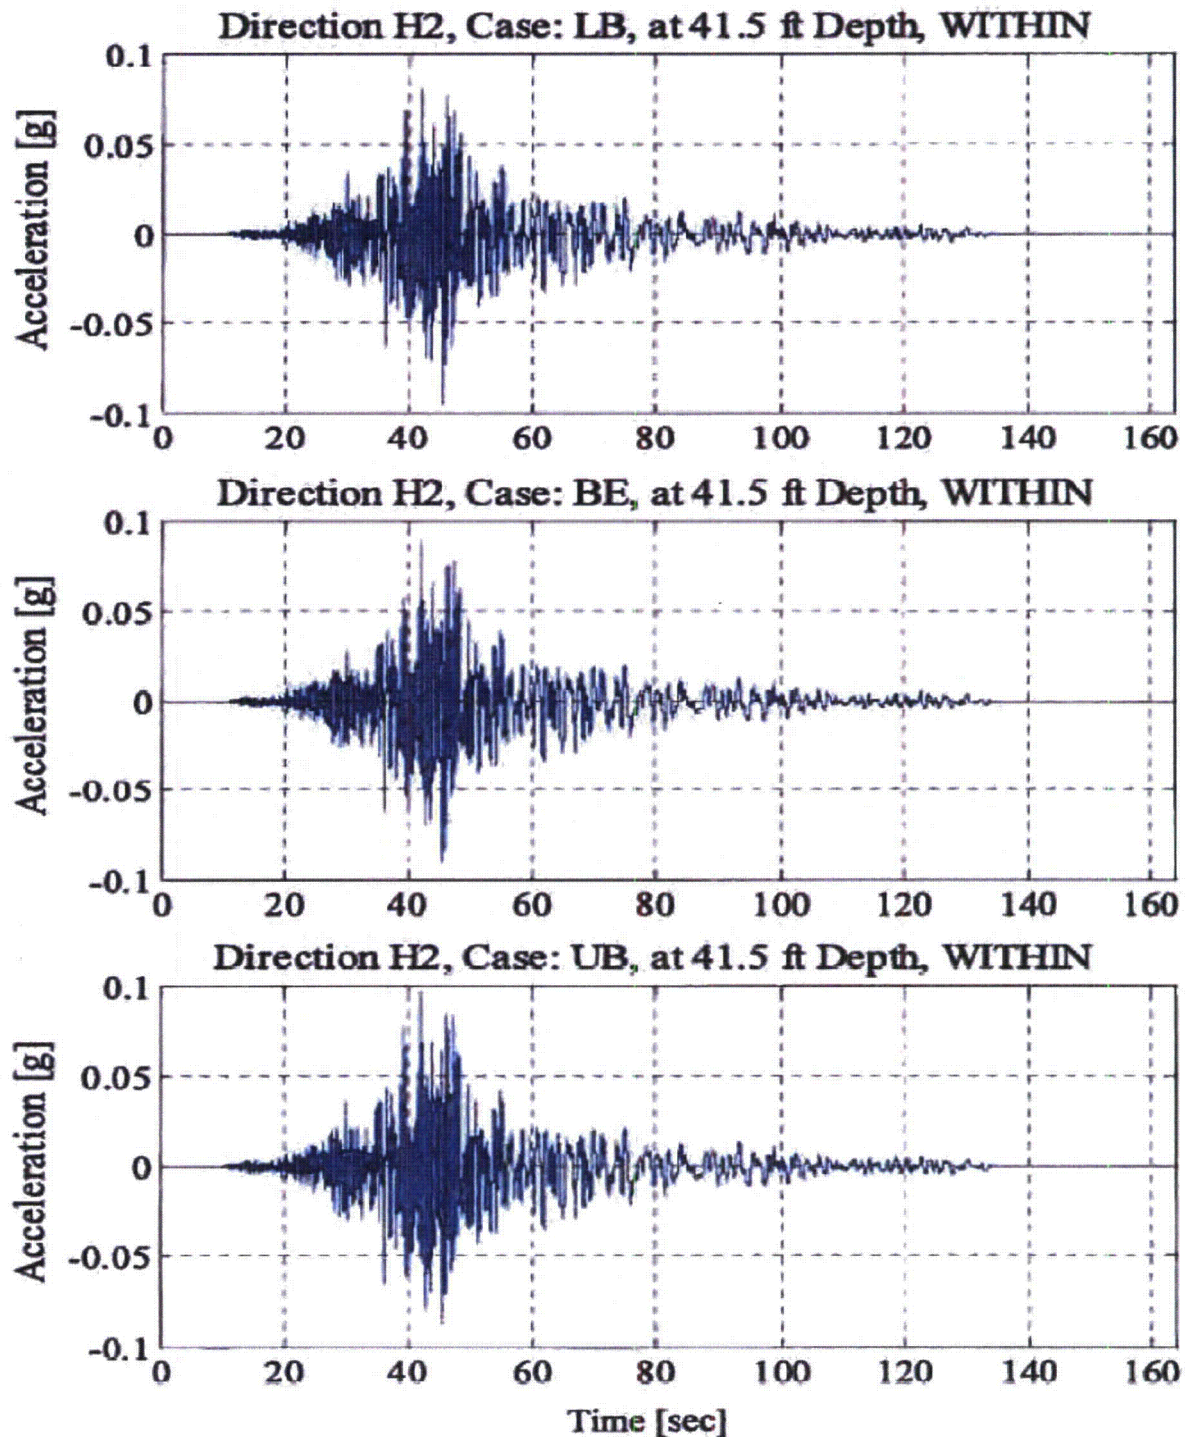 Direction H2, Case: LB, at 41.5 ft Depth, WITHIN
0.1
0.05
0
-0.05
-0.1
Acceleration [g]
0 20 40 60 80 100 120 140 160
Direction H2, Case: BE, at 41.5 ft Depth, WITHIN
0.1
0.05
0
-0.05
-0.1
Acceleration [g]
0 20 40 60 80 100 120 140 160
Direction H2, Case: UB, at 41.5 ft Depth, WITHIN
0.1
0.05
0
-0.05
-0.1
Acceleration [g]
0 20 40 60 80 100 120 140 160
Time [sec]